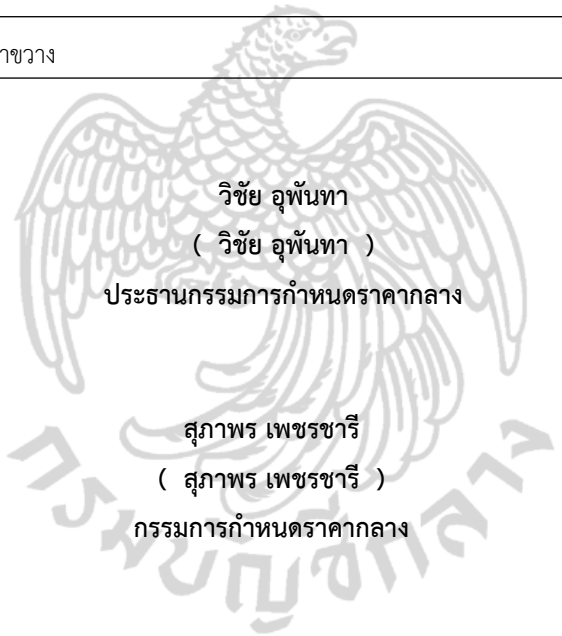 าขวาง
วิชัย อุพันทา
( วิชัย อุพันทา )
ประธานกรรมการกำหนดราคากลาง
สุภาพร เพชรชารี
( สุภาพร เพชรชารี )
กรรมการกำหนดราคากลาง
กรมบัญชีกลาง